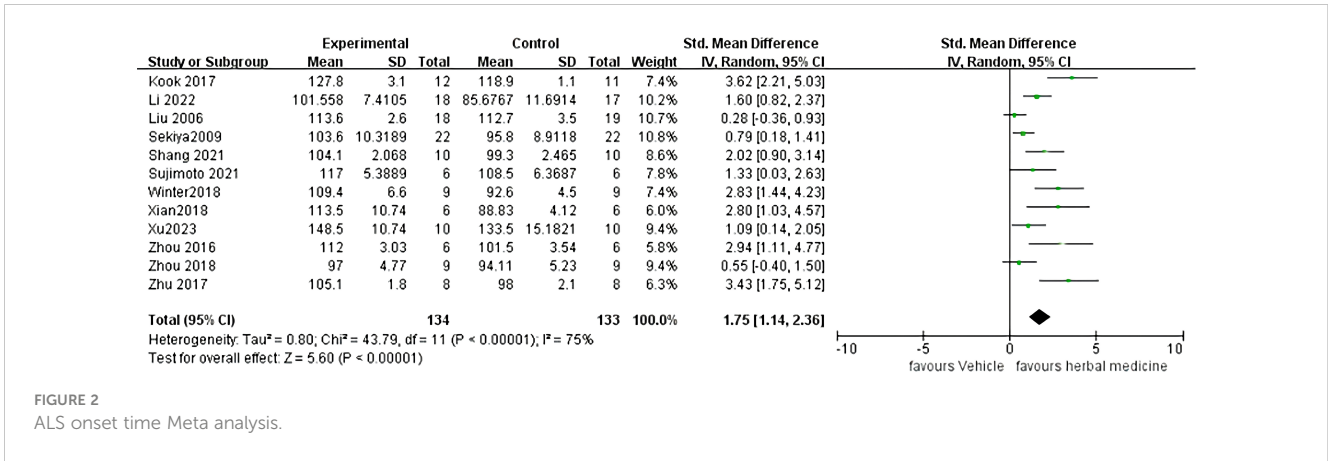 Experimental Control Std. Mean Difference Std. Mean Difference
Study or Subgroup Mean SD Total Mean SD Total Weight IV, Random, 95% CI IV, Random, 95% CI
Kook 2017 127.8 3.1 12 118.9 1.1 11 7.4% 3.62 [2.21, 5.03]
Li 2022 101.558 7.4105 18 85.6767 11.6914 17 10.2% 1.60 [0.82, 2.37]
Liu 2006 113.6 2.6 18 112.7 3.5 19 10.7% 0.28 [-0.36, 0.93]
Sekiya2009 103.6 10.3189 22 95.8 8.9118 22 10.8% 0.79 [0.18, 1.41]
Shang 2021 104.1 2.068 10 99.3 2.465 10 8.6% 2.02 [0.90, 3.14]
Sujimoto 2021 117 5.3889 6 108.5 6.3687 6 7.8% 1.33 [0.03, 2.63]
Winter2018 109.4 6.6 9 92.6 4.5 9 7.4% 2.83 [1.44, 4.23]
Xian2018 113.5 10.74 6 88.83 4.12 6 6.0% 2.80 [1.03, 4.57]
Xu2023 148.5 10.74 10 133.5 15.1821 10 9.4% 1.09 [0.14, 2.05]
Zhou 2016 112 3.03 6 101.5 3.54 6 5.8% 2.94 [1.11, 4.77]
Zhou 2018 97 4.77 9 94.11 5.23 9 9.4% 0.55 [-0.40, 1.50]
Zhu 2017 105.1 1.8 8 98 2.1 8 6.3% 3.43 [1.75, 5.12]
Total (95% CI) 134 133 100.0% 1.75 [1.14, 2.36]
Heterogeneity: Tau² = 0.80; Chi² = 43.79, df = 11 (P < 0.00001); I² = 75%
Test for overall effect: Z = 5.60 (P < 0.00001)
-10 -5 0 5 10
favours Vehicle favours herbal medicine
FIGURE 2
ALS onset time Meta analysis.